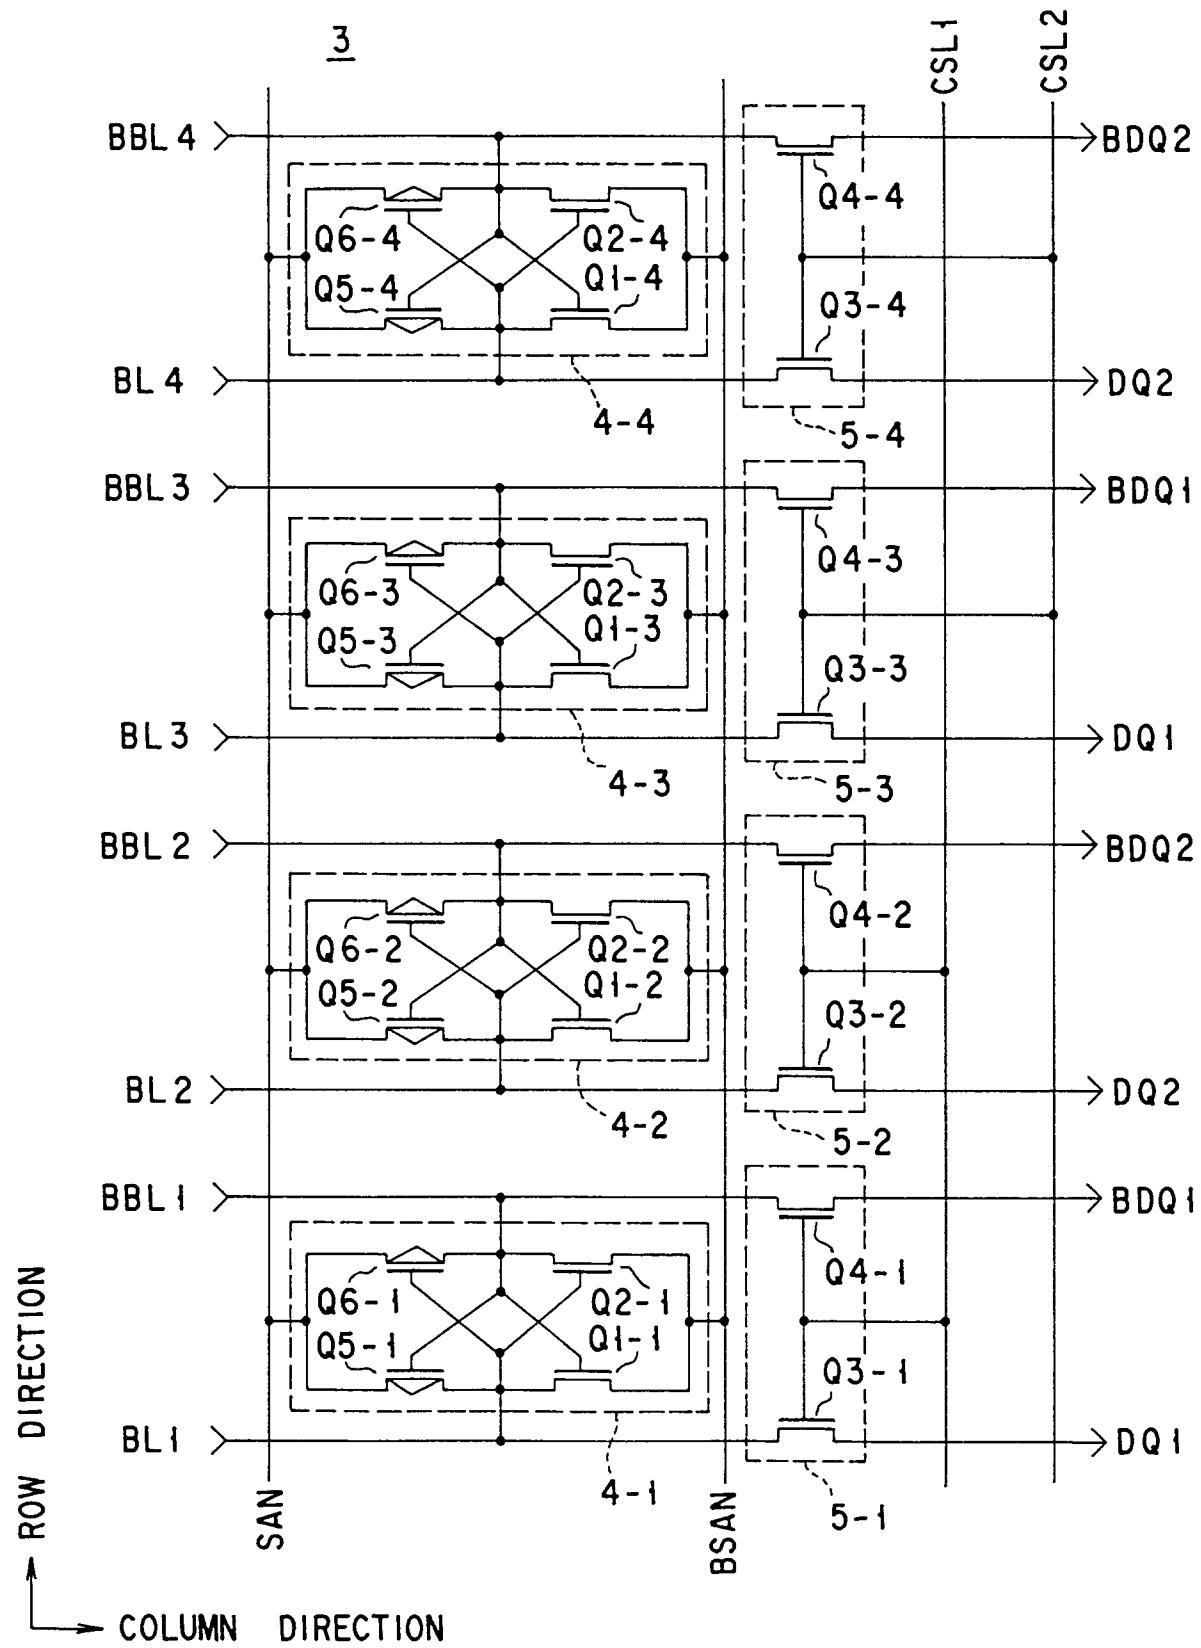 3
CSL1
CSL2
BBL4
BDQ2
Q4-4
Q6-4
Q2-4
Q5-4
Q1-4
Q3-4
BL4
DQ2
4-4
5-4
BBL3
BDQ1
Q4-3
Q6-3
Q2-3
Q5-3
Q1-3
Q3-3
BL3
DQ1
4-3
5-3
BBL2
BDQ2
Q4-2
Q6-2
Q2-2
Q5-2
Q1-2
Q3-2
BL2
DQ2
4-2
5-2
BBL1
BDQ1
Q4-1
Q6-1
Q2-1
Q5-1
Q1-1
Q3-1
BL1
DQ1
4-1
5-1
SAN
BSAN
ROW DIRECTION
COLUMN DIRECTION